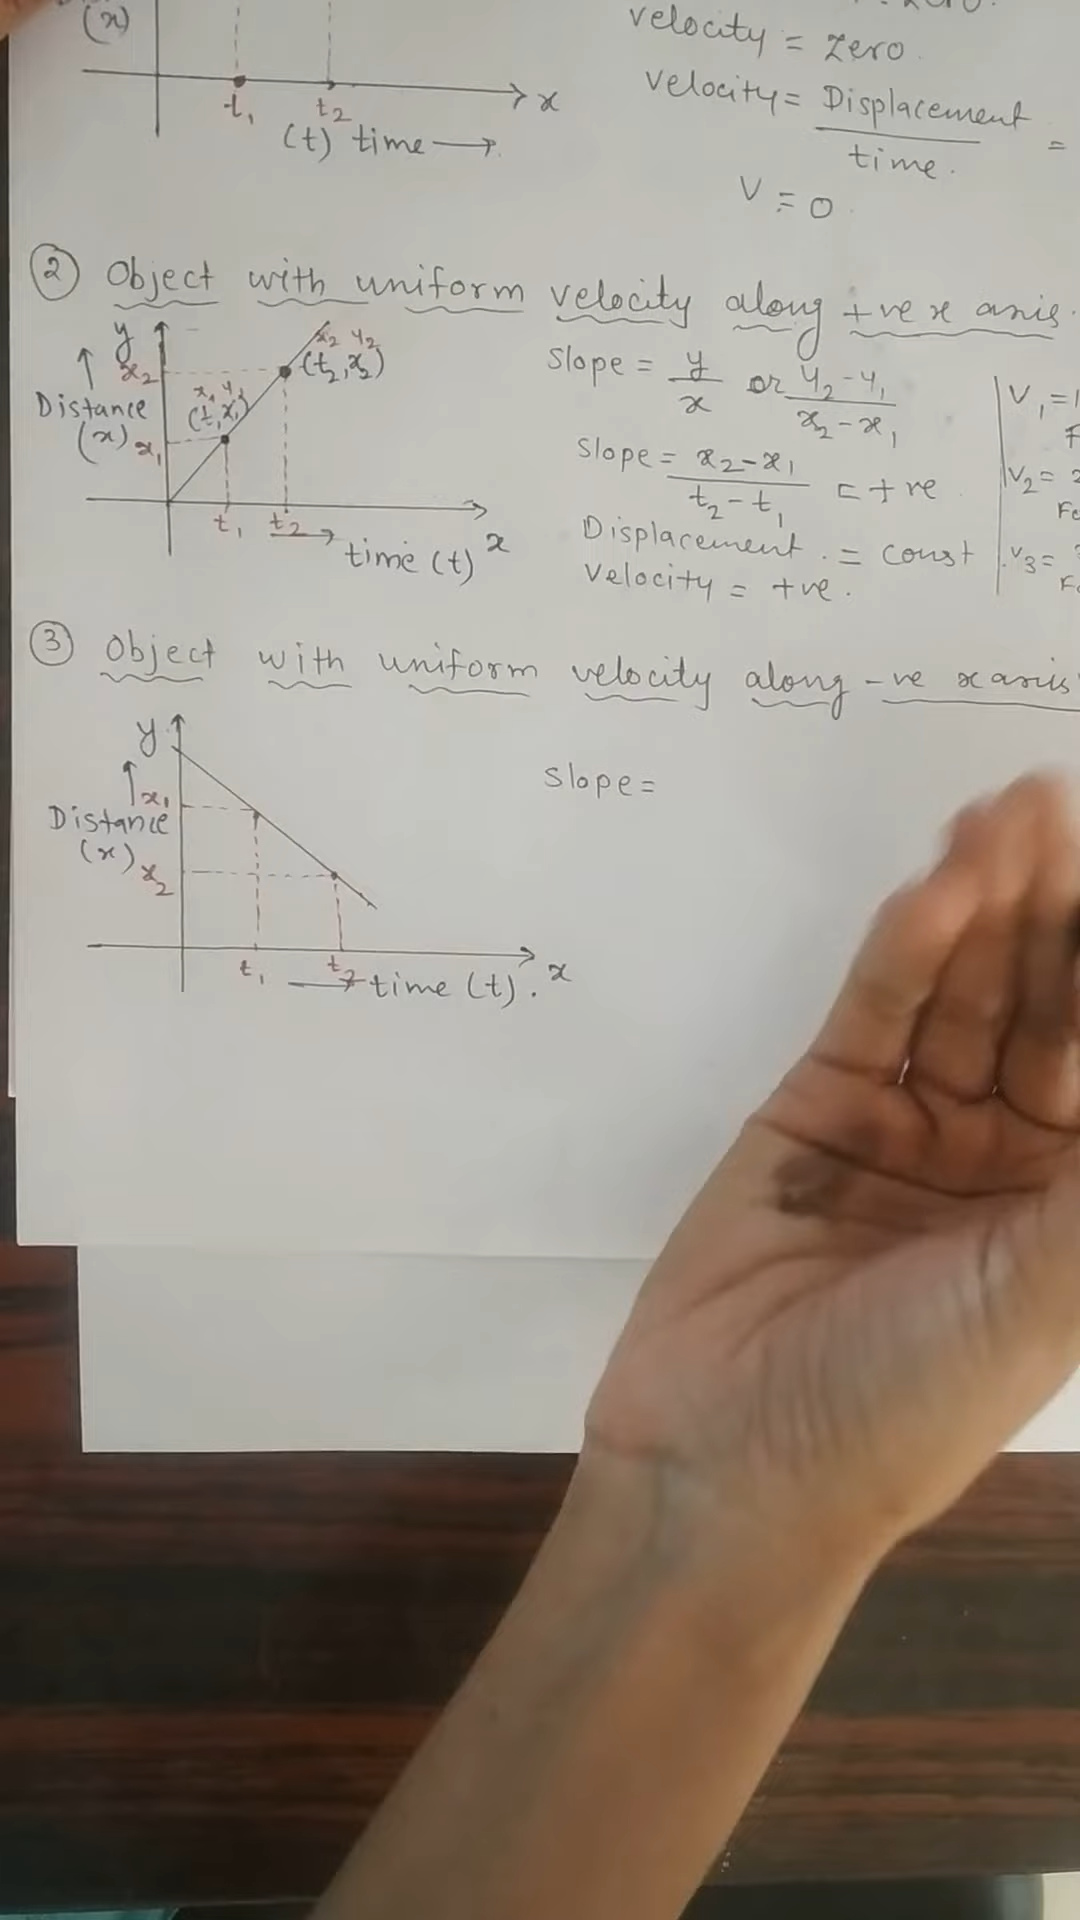 (x)
t₁ t₂
x
(t) time →
velocity = zero.
velocity = Displacement =
time.
V = 0.
② Object with uniform velocity along +ve x axis.
y
x₂
Distance
(x)
x₁
x₂ y₂
(t₂, x₂)
x₁ y₁
(t₁, x₁)
t₁ t₂
x
→ time (t)
Slope = y/x or y₂-y₁/x₂-x₁
Slope = x₂-x₁/t₂-t₁ = +ve
Displacement. = const
Velocity = +ve.
V₁ =
V₂ =
V₃ =
③ Object with uniform velocity along -ve x axis
y
x₁
Distance
(x)
x₂
t₁ t₂
→ time (t). x
Slope =